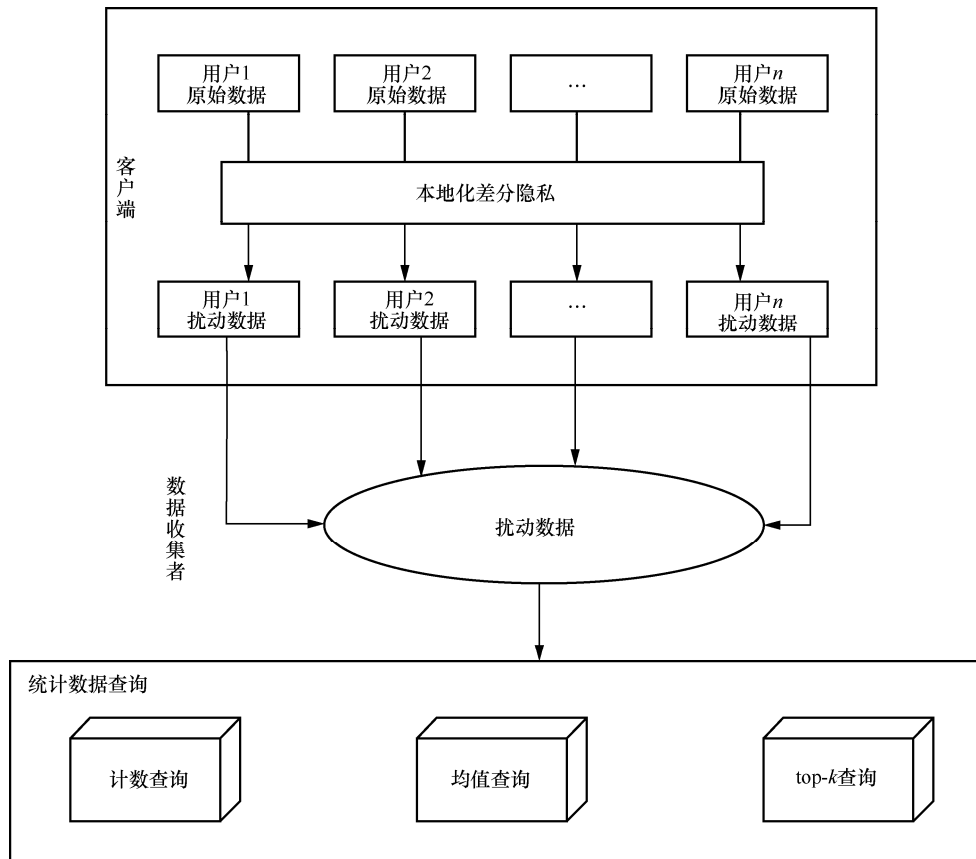 用户1
原始数据
用户2
原始数据
…
用户n
原始数据
客户端
本地化差分隐私
用户1
扰动数据
用户2
扰动数据
…
用户n
扰动数据
数据收集者
扰动数据
统计数据查询
计数查询
均值查询
top-k查询